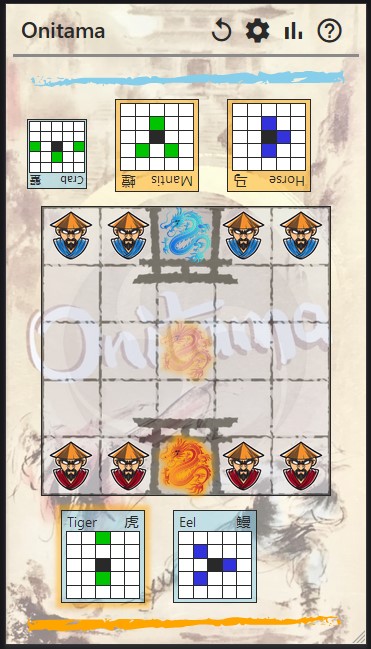 Onitama
Crab 蟹
Mantis 螳
Horse 马
Onitama
Tiger 虎
Eel 鳗